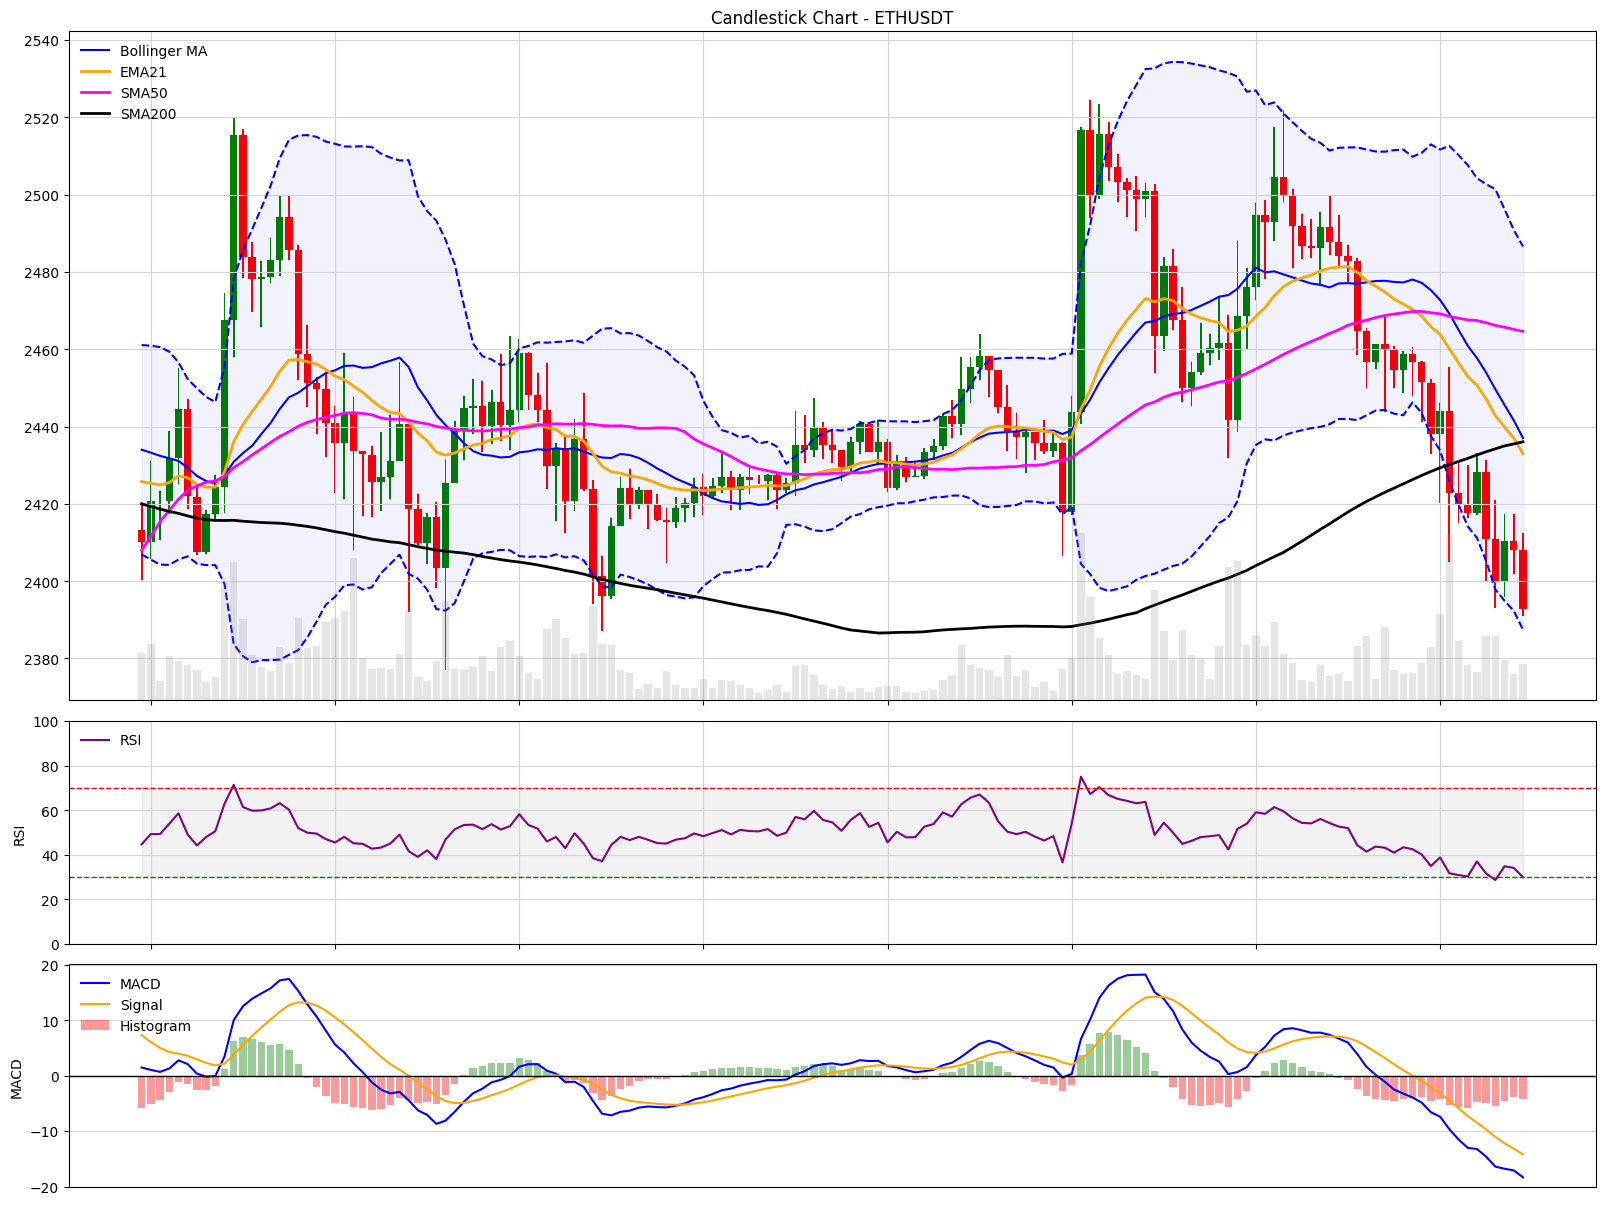 Candlestick Chart - ETHUSDT
2540
2520
2500
2480
2460
2440
2420
2400
2380
Bollinger MA
EMA21
SMA50
SMA200
100
80
60
40
20
0
RSI
RSI
20
10
0
−10
−20
MACD
MACD
Signal
Histogram